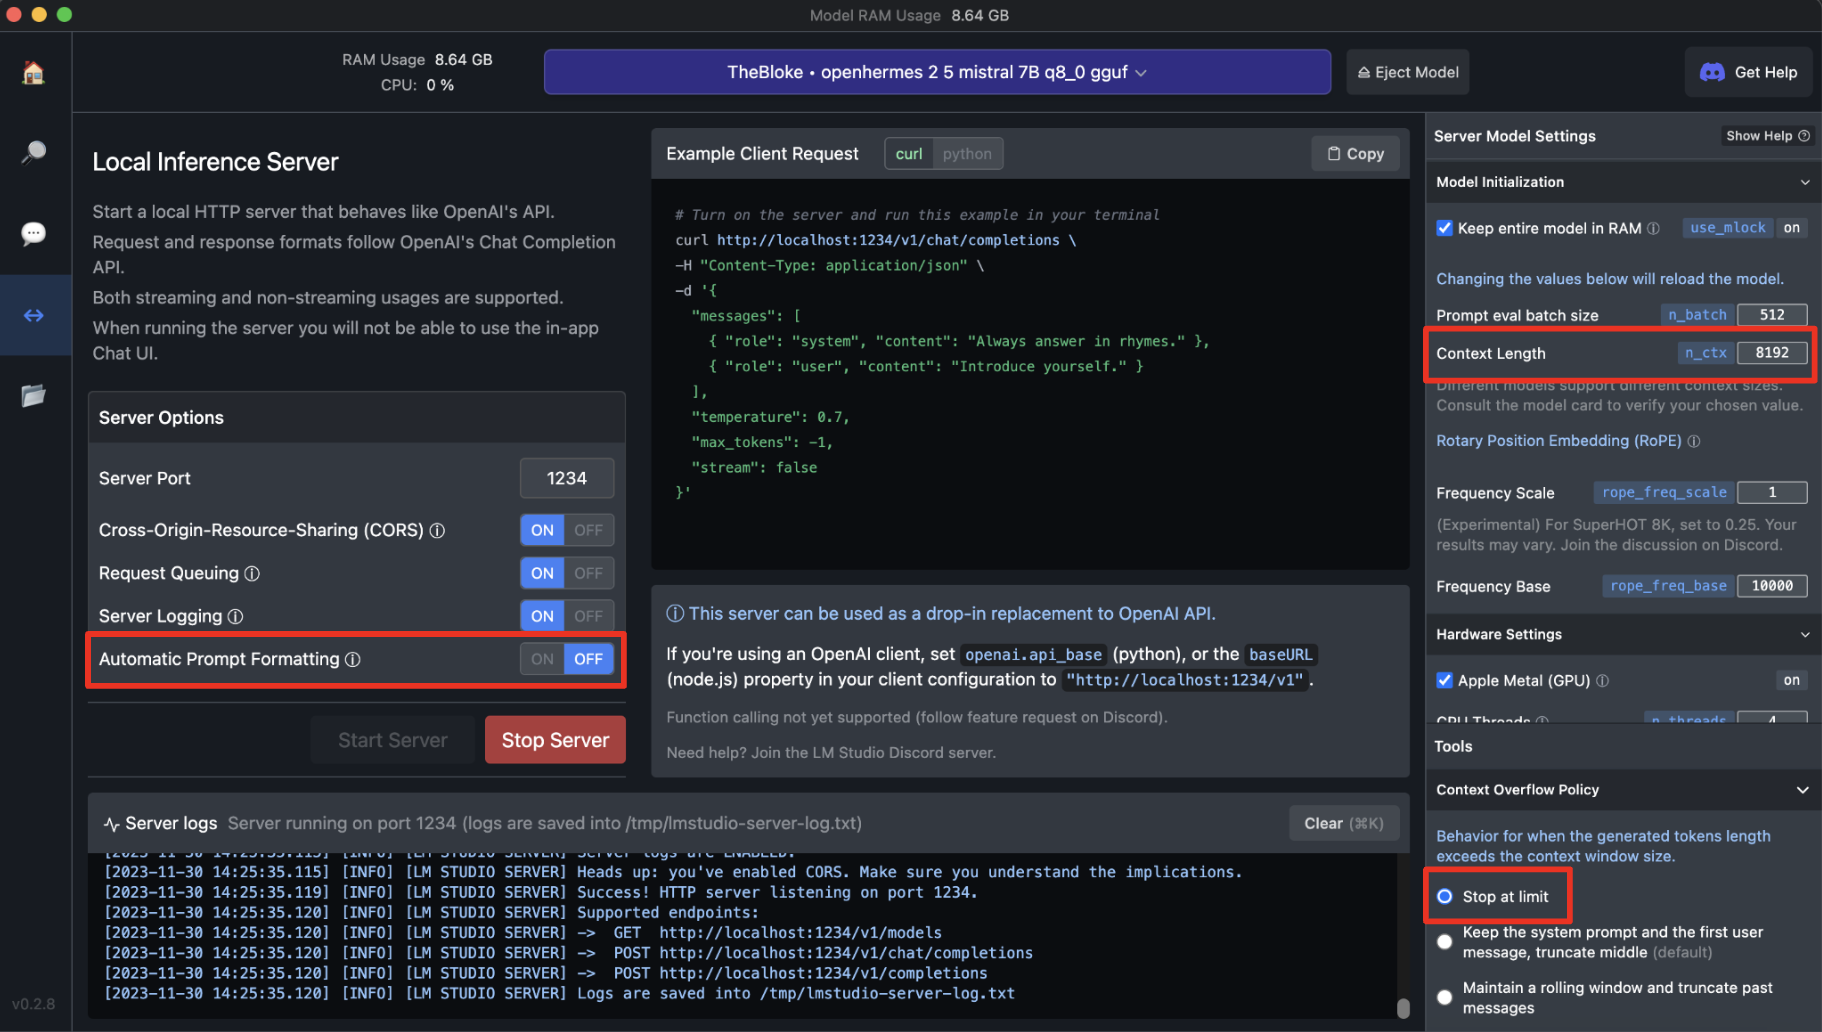 Model RAM Usage 8.64 GB
RAM Usage 8.64 GB
CPU: 0 %
TheBloke • openhermes 2 5 mistral 7B q8_0 gguf
Eject Model
Get Help
Local Inference Server
Start a local HTTP server that behaves like OpenAI's API.
Request and response formats follow OpenAI's Chat Completion
API.
Both streaming and non-streaming usages are supported.
When running the server you will not be able to use the in-app
Chat UI.
Server Options
Server Port 1234
Cross-Origin-Resource-Sharing (CORS) ON OFF
Request Queuing ON OFF
Server Logging ON OFF
Automatic Prompt Formatting ON OFF
Start Server Stop Server
Example Client Request curl python Copy
# Turn on the server and run this example in your terminal
curl http://localhost:1234/v1/chat/completions \
-H "Content-Type: application/json" \
-d '{
"messages": [
{ "role": "system", "content": "Always answer in rhymes." },
{ "role": "user", "content": "Introduce yourself." }
],
"temperature": 0.7,
"max_tokens": -1,
"stream": false
}'
This server can be used as a drop-in replacement to OpenAI API.
If you're using an OpenAI client, set openai.api_base (python), or the baseURL
(node.js) property in your client configuration to "http://localhost:1234/v1".
Function calling not yet supported (follow feature request on Discord).
Need help? Join the LM Studio Discord server.
Server logs Server running on port 1234 (logs are saved into /tmp/lmstudio-server-log.txt)
Clear (⌘K)
[2023-11-30 14:25:35.115] [INFO] [LM STUDIO SERVER] Server logs are ENABLED.
[2023-11-30 14:25:35.115] [INFO] [LM STUDIO SERVER] Heads up: you've enabled CORS. Make sure you understand the implications.
[2023-11-30 14:25:35.119] [INFO] [LM STUDIO SERVER] Success! HTTP server listening on port 1234.
[2023-11-30 14:25:35.120] [INFO] [LM STUDIO SERVER] Supported endpoints:
[2023-11-30 14:25:35.120] [INFO] [LM STUDIO SERVER] -> GET http://localhost:1234/v1/models
[2023-11-30 14:25:35.120] [INFO] [LM STUDIO SERVER] -> POST http://localhost:1234/v1/chat/completions
[2023-11-30 14:25:35.120] [INFO] [LM STUDIO SERVER] -> POST http://localhost:1234/v1/completions
[2023-11-30 14:25:35.120] [INFO] [LM STUDIO SERVER] Logs are saved into /tmp/lmstudio-server-log.txt
v0.2.8
Server Model Settings Show Help
Model Initialization
Keep entire model in RAM use_mlock on
Changing the values below will reload the model.
Prompt eval batch size n_batch 512
Context Length n_ctx 8192
Different models support different context sizes.
Consult the model card to verify your chosen value.
Rotary Position Embedding (RoPE)
Frequency Scale rope_freq_scale 1
(Experimental) For SuperHOT 8K, set to 0.25. Your
results may vary. Join the discussion on Discord.
Frequency Base rope_freq_base 10000
Hardware Settings
Apple Metal (GPU) on
CPU Threads n_threads 4
Tools
Context Overflow Policy
Behavior for when the generated tokens length
exceeds the context window size.
Stop at limit
Keep the system prompt and the first user
message, truncate middle (default)
Maintain a rolling window and truncate past
messages